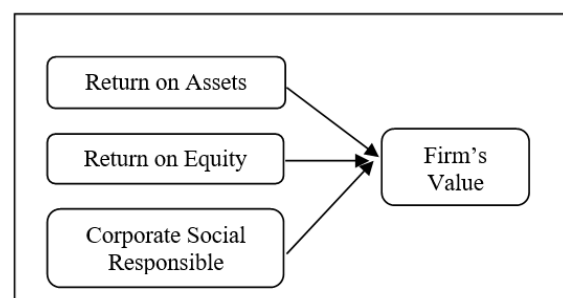 Return on Assets
Return on Equity
Corporate Social
Responsible
Firm's
Value